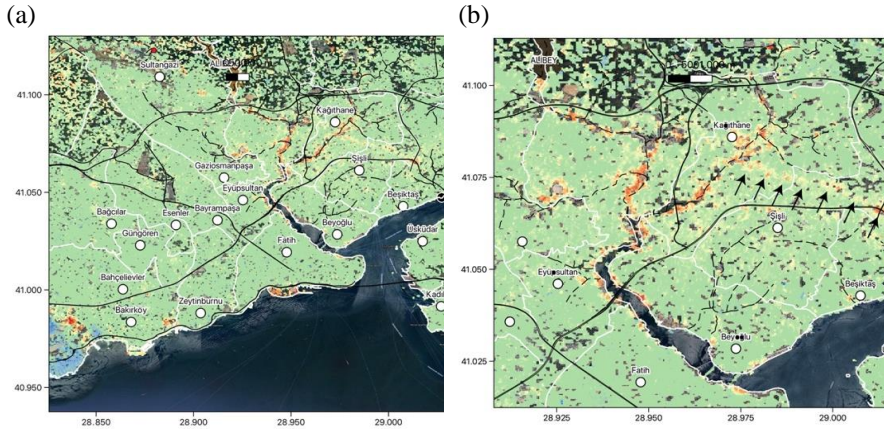 (a)
(b)
Sultangazi
ALIBEY
41.100
Kağıthane
Gaziosmanpaşa
Şişli
41.050
Eyüpsultan
Beşiktaş
Bağcılar
Esenler
Bayrampaşa
Beyoğlu
Güngören
Fatih
Üsküdar
41.000
Bahçelievler
Zeytinburnu
Bakırköy
40.950
28.850
28.900
28.950
29.000
ALIBEY
41.100
Kağıthane
41.075
Şişli
41.050
Eyüpsultan
Beşiktaş
Beyoğlu
41.025
Fatih
28.925
28.950
28.975
29.000